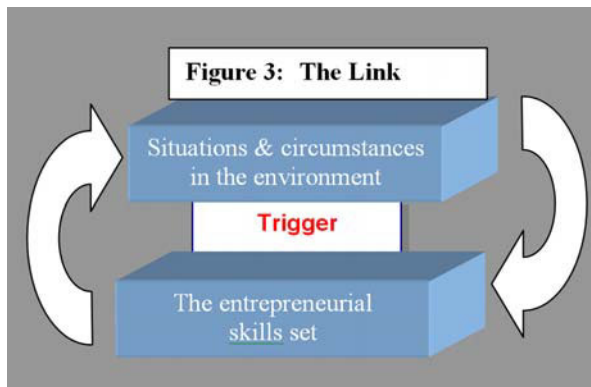 Figure 3: The Link
Situations & circumstances
in the environment
Trigger
The entrepreneurial
skills set